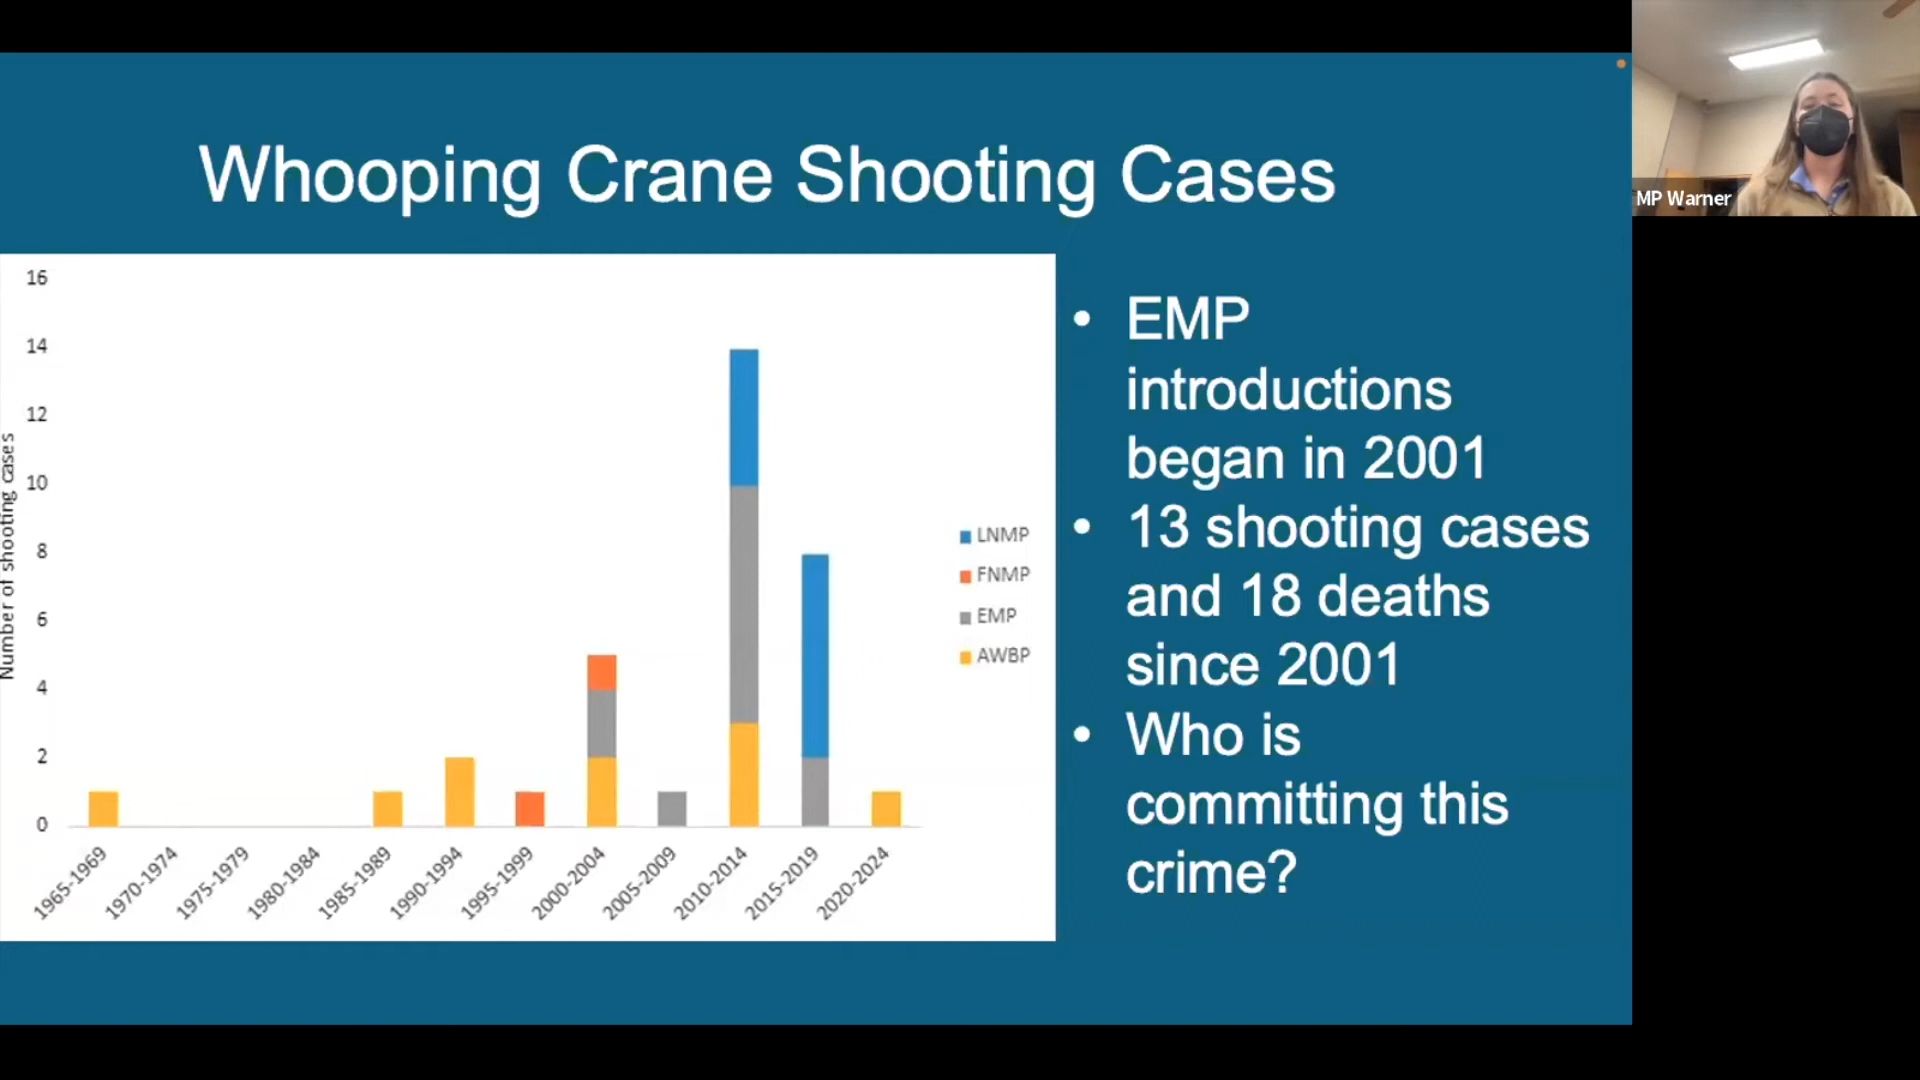 Whooping Crane Shooting Cases
MP Warner
16
14
12
10
8
6
4
2
0
Number of shooting cases
1965-1969
1970-1974
1975-1979
1980-1984
1985-1989
1990-1994
1995-1999
2000-2004
2005-2009
2010-2014
2015-2019
2020-2024
LNMP
FNMP
EMP
AWBP
• EMP
introductions
began in 2001
• 13 shooting cases
and 18 deaths
since 2001
• Who is
committing this
crime?